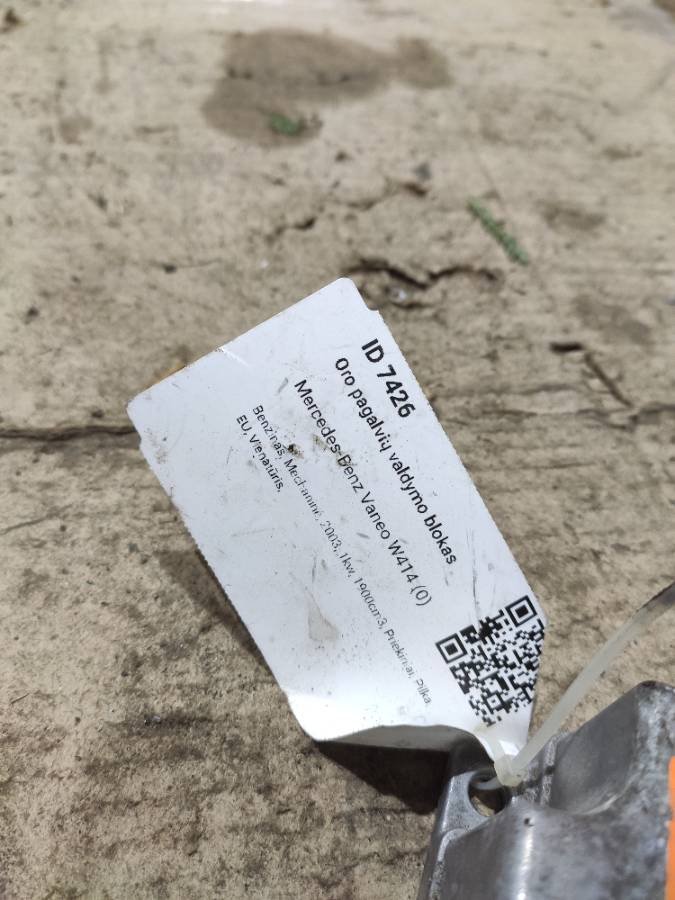 ID 7426
Oro pagalvių valdymo blokas
Mercedes-Benz Vaneo W414 (0)
Benzinas, Mechaninė, 2003, 1kw, 1900cm3, Priekiniai, Pilka,
EU, Vienatūris,